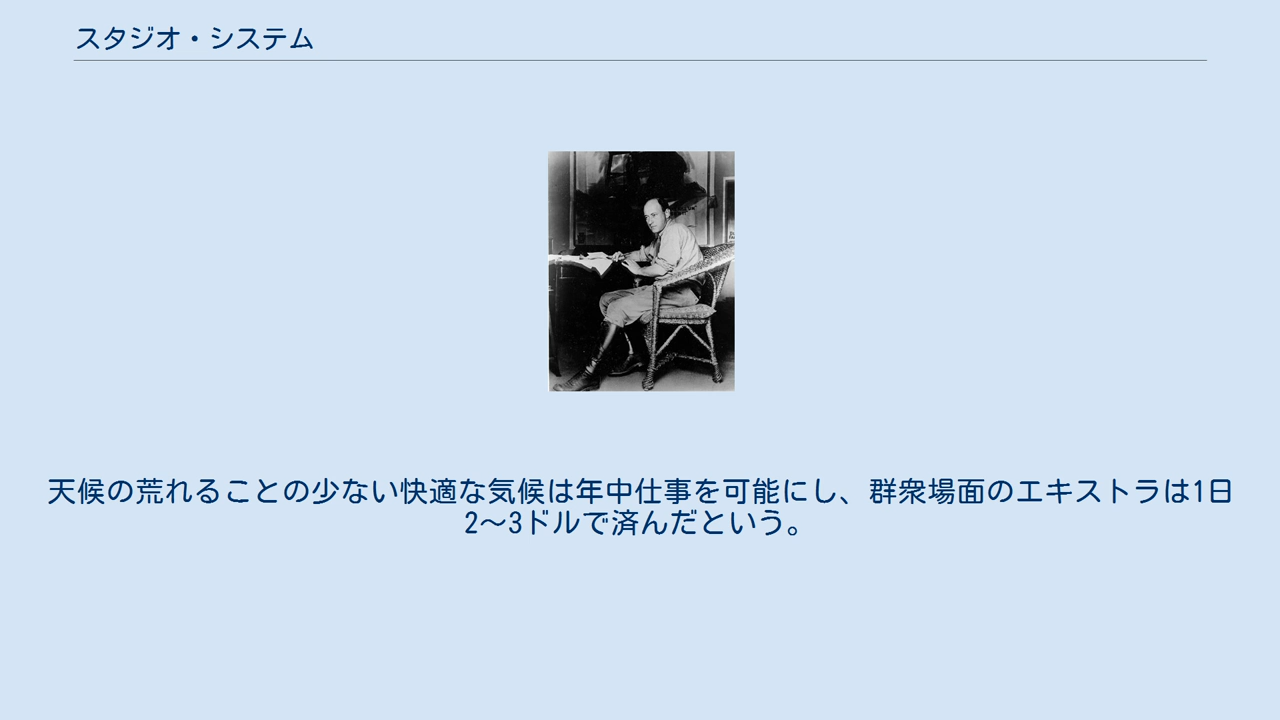 スタジオ・システム
天候の荒れることの少ない快適な気候は年中仕事を可能にし、群衆場面のエキストラは1日
2～3ドルで済んだという。